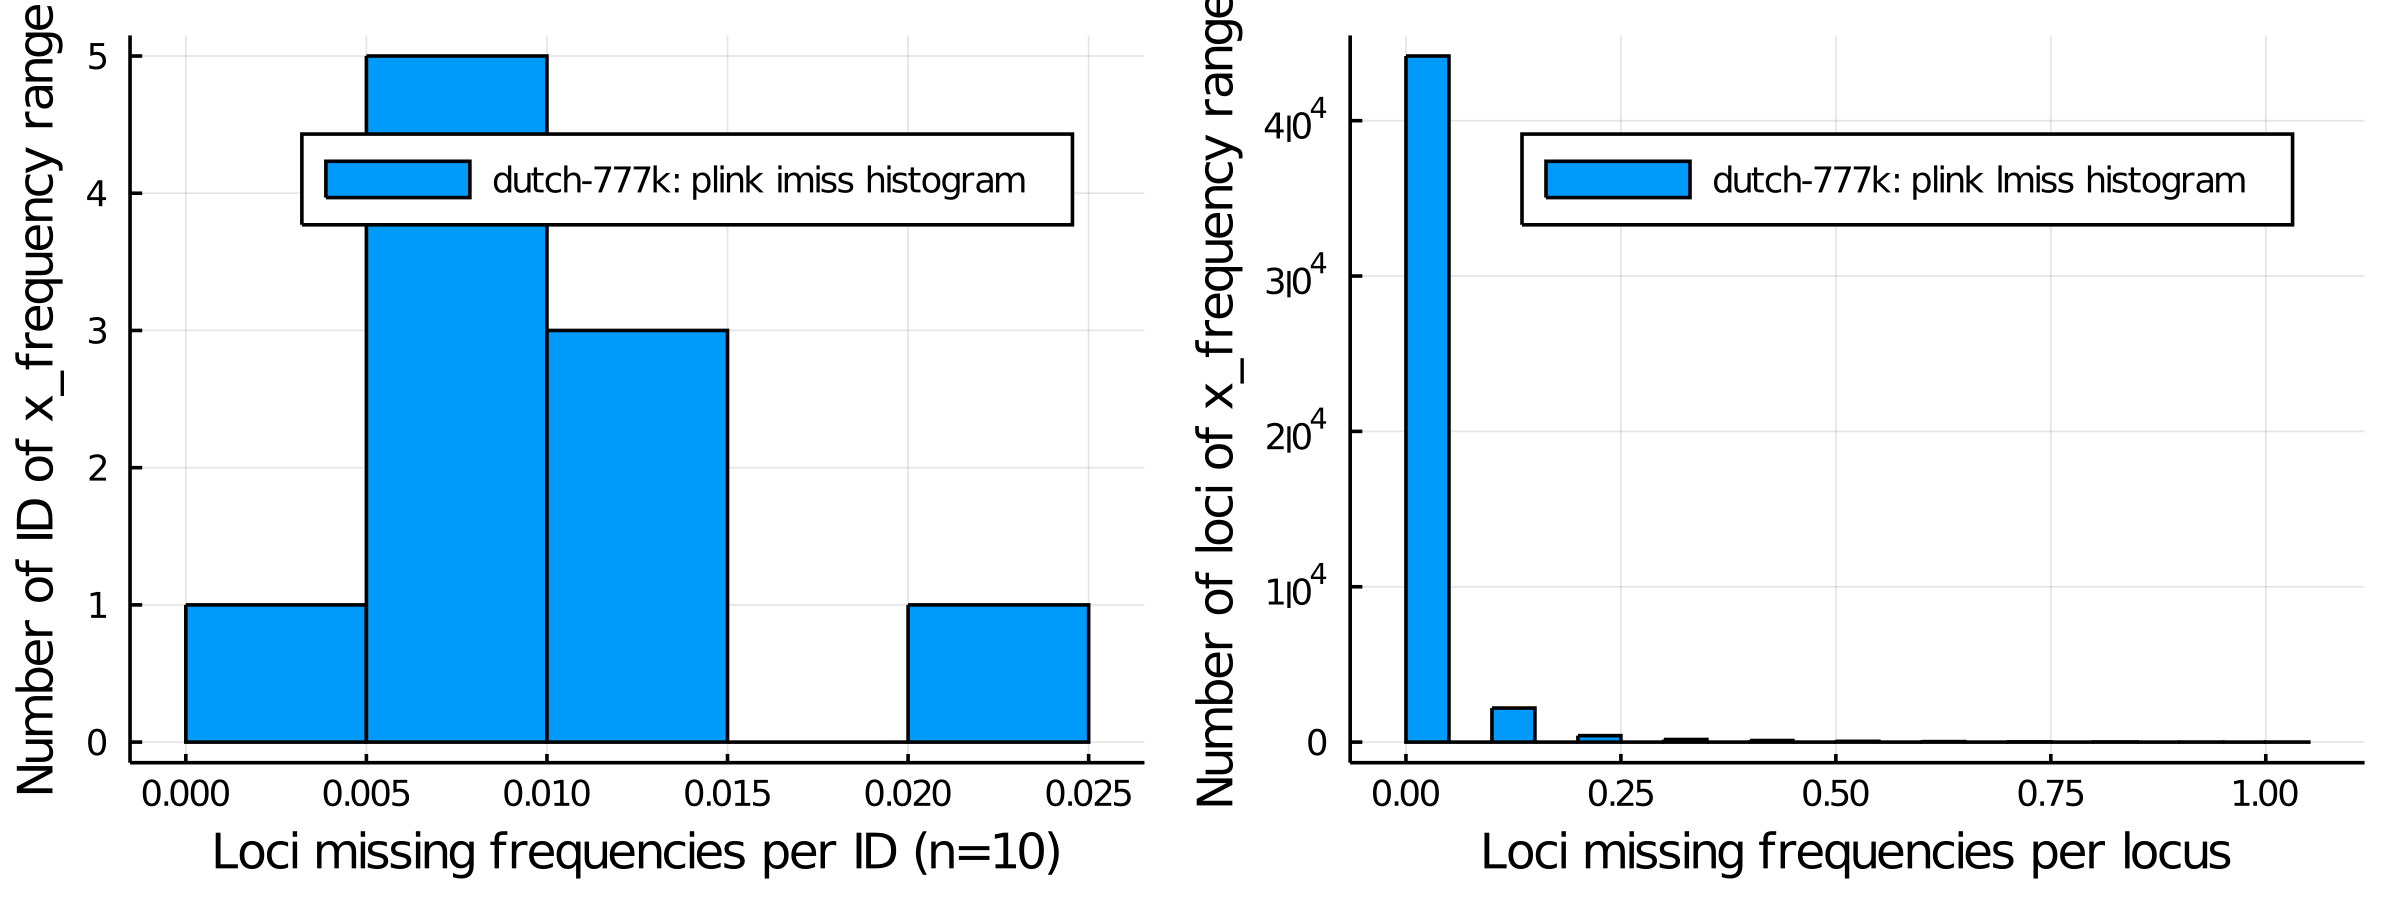 Number of ID of x_frequency range
5
4
3
2
1
0
dutch-777k: plink imiss histogram
0.000 0.005 0.010 0.015 0.020 0.025
Loci missing frequencies per ID (n=10)
Number of loci of x_frequency range
4|0⁴
3|0⁴
2|0⁴
1|0⁴
0
dutch-777k: plink lmiss histogram
0.00 0.25 0.50 0.75 1.00
Loci missing frequencies per locus